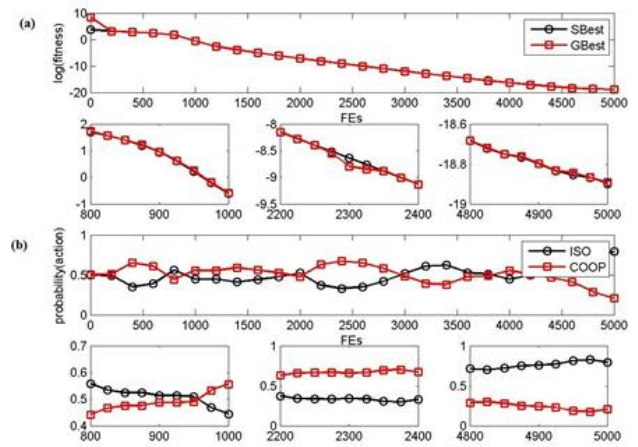 (a)
log(fitness)
10
0
-10
-20
SBest
GBest
0 500 1000 1500 2000 2500 3000 3500 4000 4500 5000
FEs
2
1
0
-1
800 900 1000
-8
-8.5
-9
-9.5
2200 2300 2400
-18.6
-18.8
-19
4800 4900 5000
(b)
probability(action)
1
0.5
0
ISO
COOP
0 500 1000 1500 2000 2500 3000 3500 4000 4500 5000
FEs
0.7
0.6
0.5
0.4
800 900 1000
1
0.5
0
2200 2300 2400
1
0.5
0
4800 4900 5000